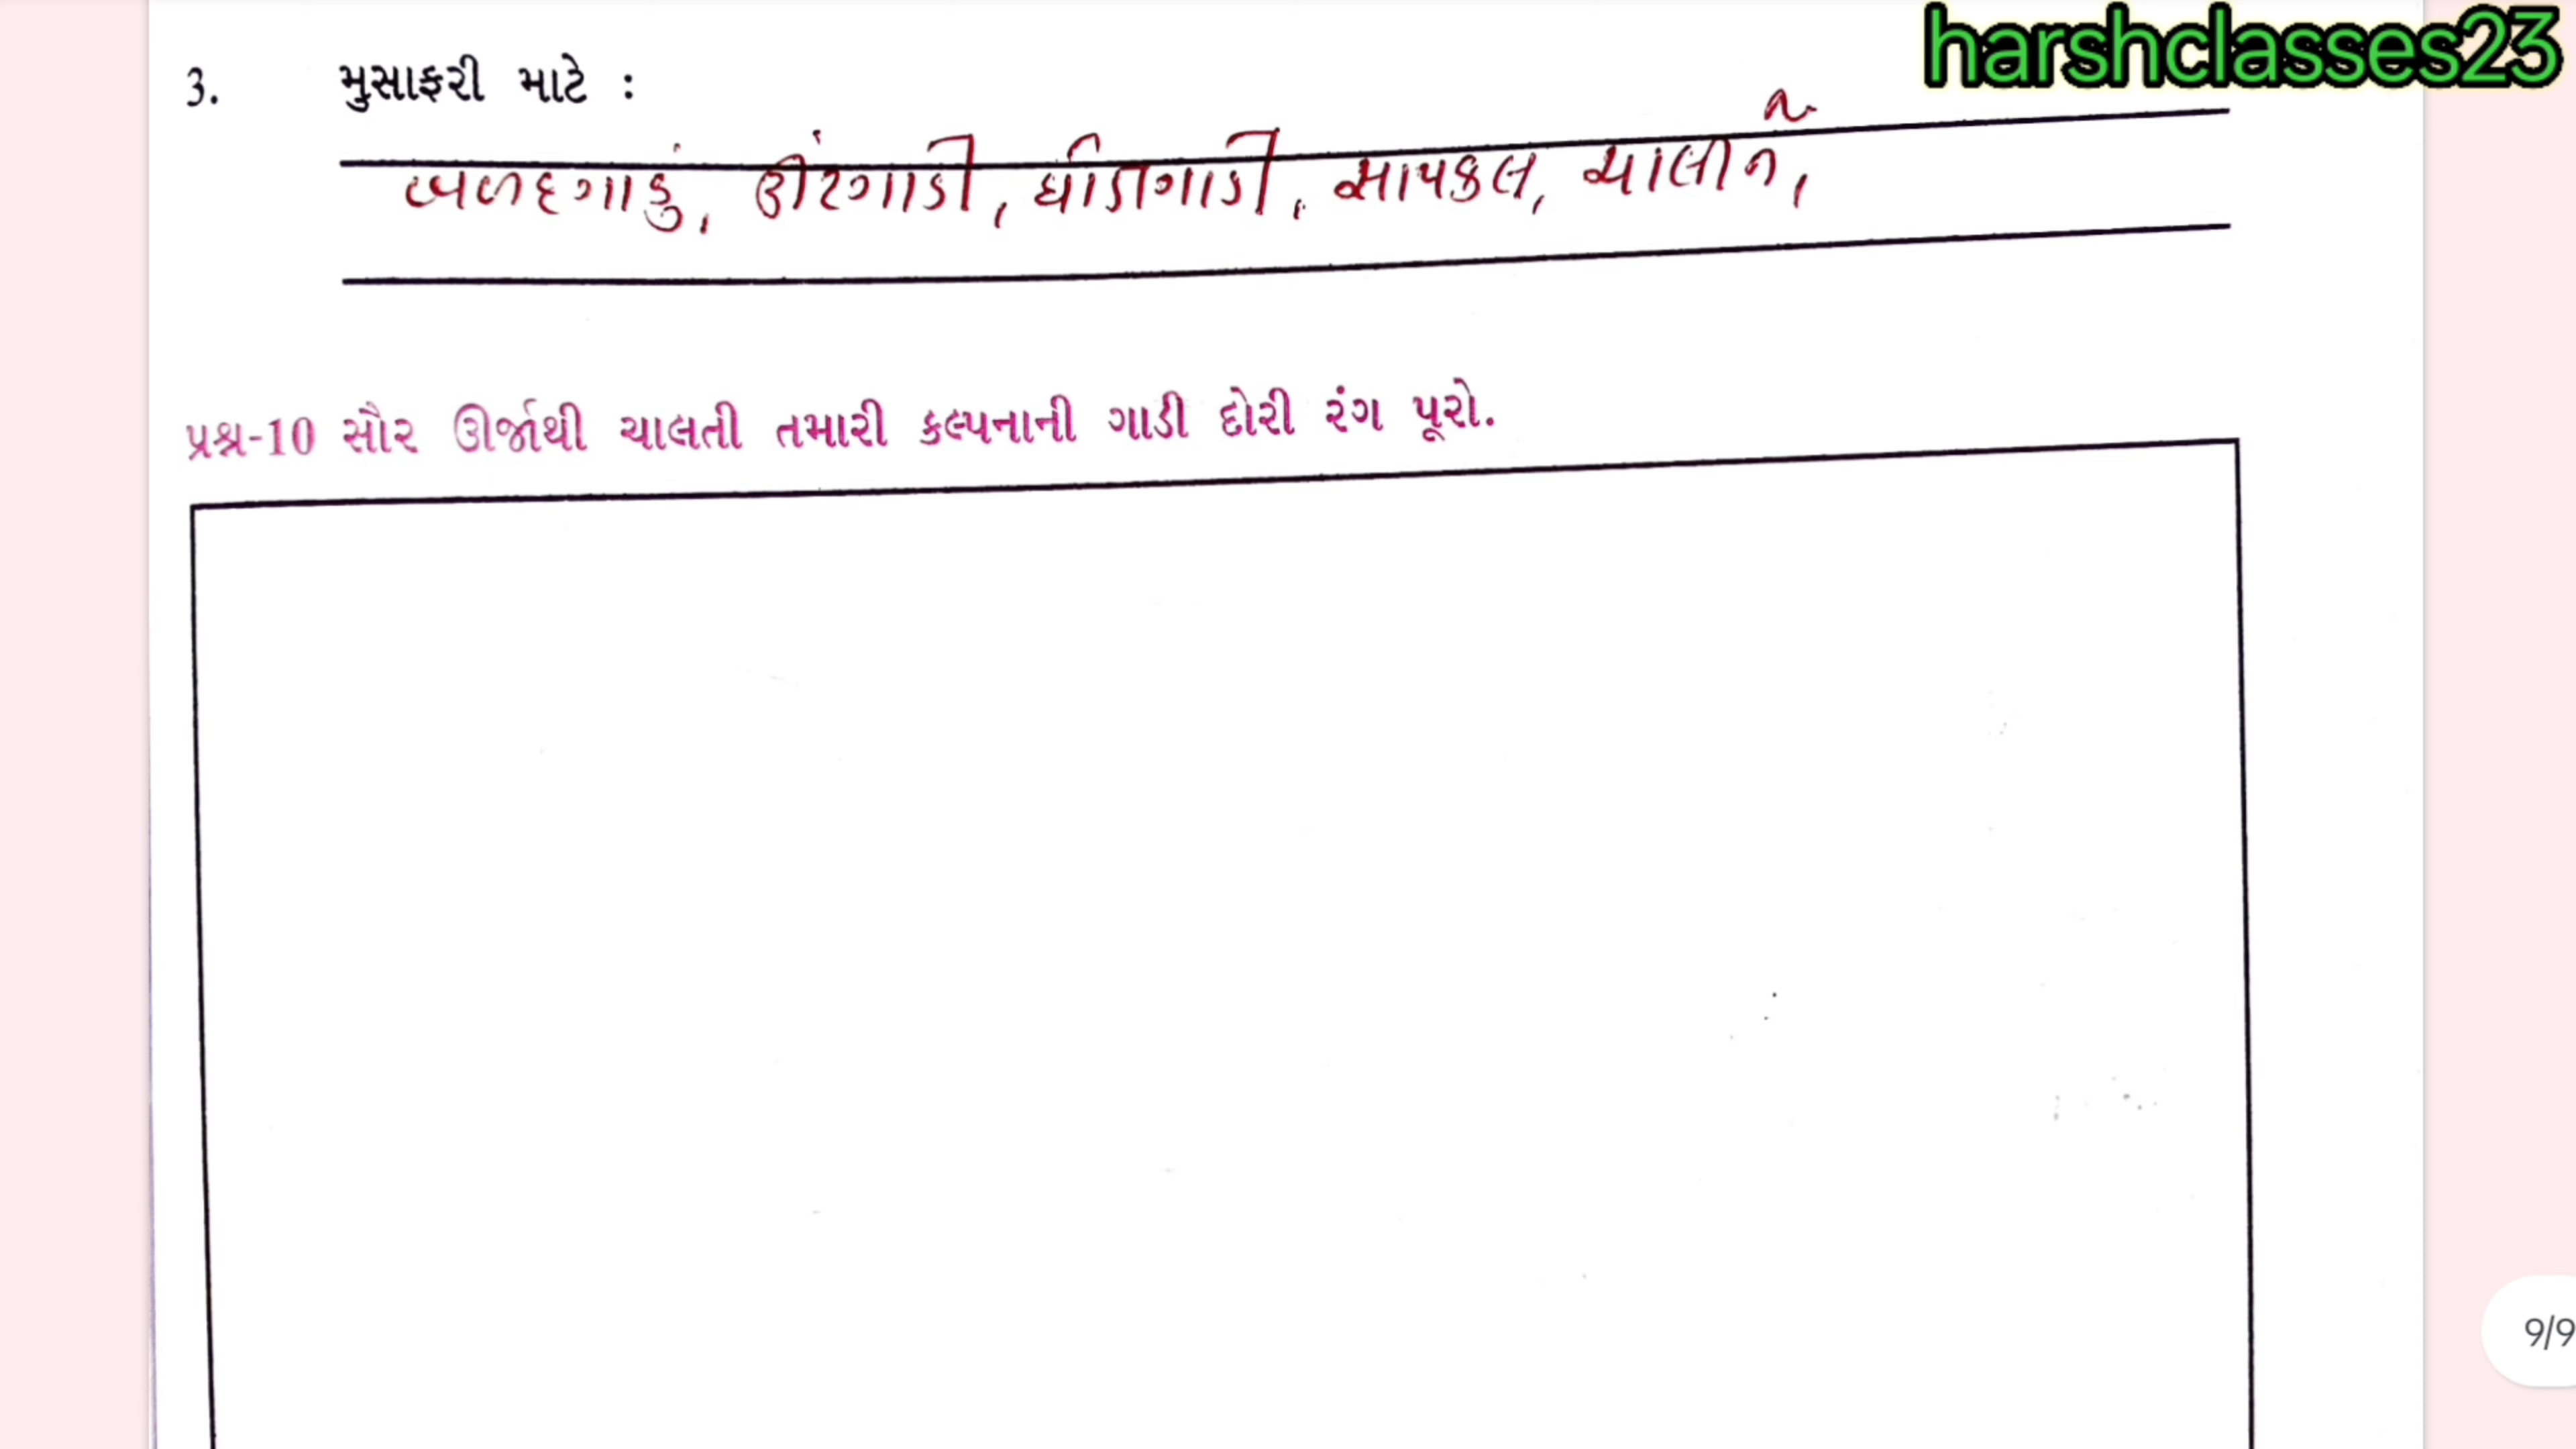 harshclasses23
3. મુસાફરી માટે :
બળદગાડું, ઊંટગાડી, ઘોડાગાડી, સાયકલ, ચાલીને,
પ્રશ્ન-10 સૌર ઊર્જાથી ચાલતી તમારી કલ્પનાની ગાડી દોરી રંગ પૂરો.
9/9